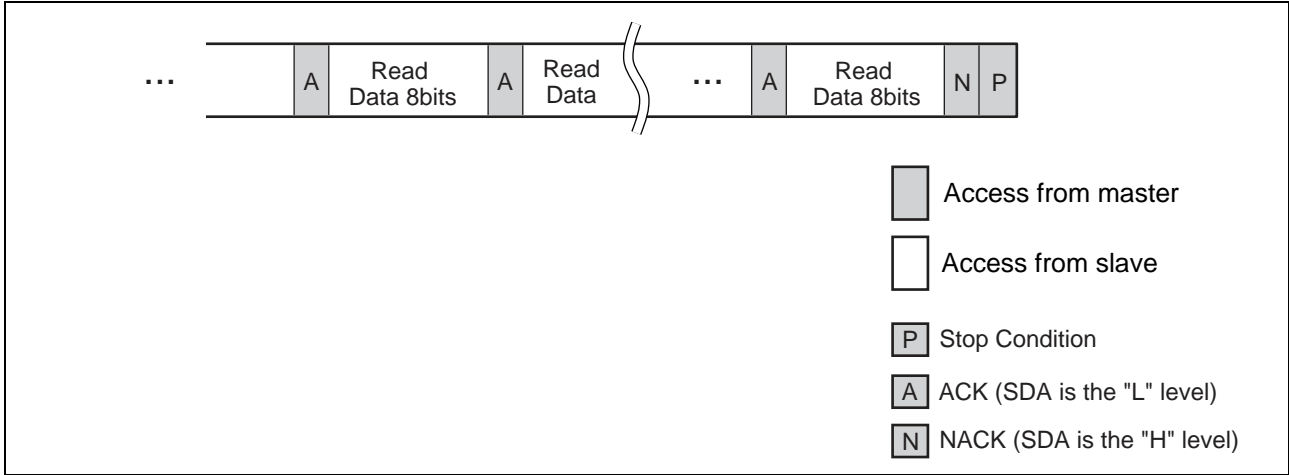 ... A Read Data 8bits A Read Data ... A Read Data 8bits N P
Access from master
Access from slave
P Stop Condition
A ACK (SDA is the "L" level)
N NACK (SDA is the "H" level)